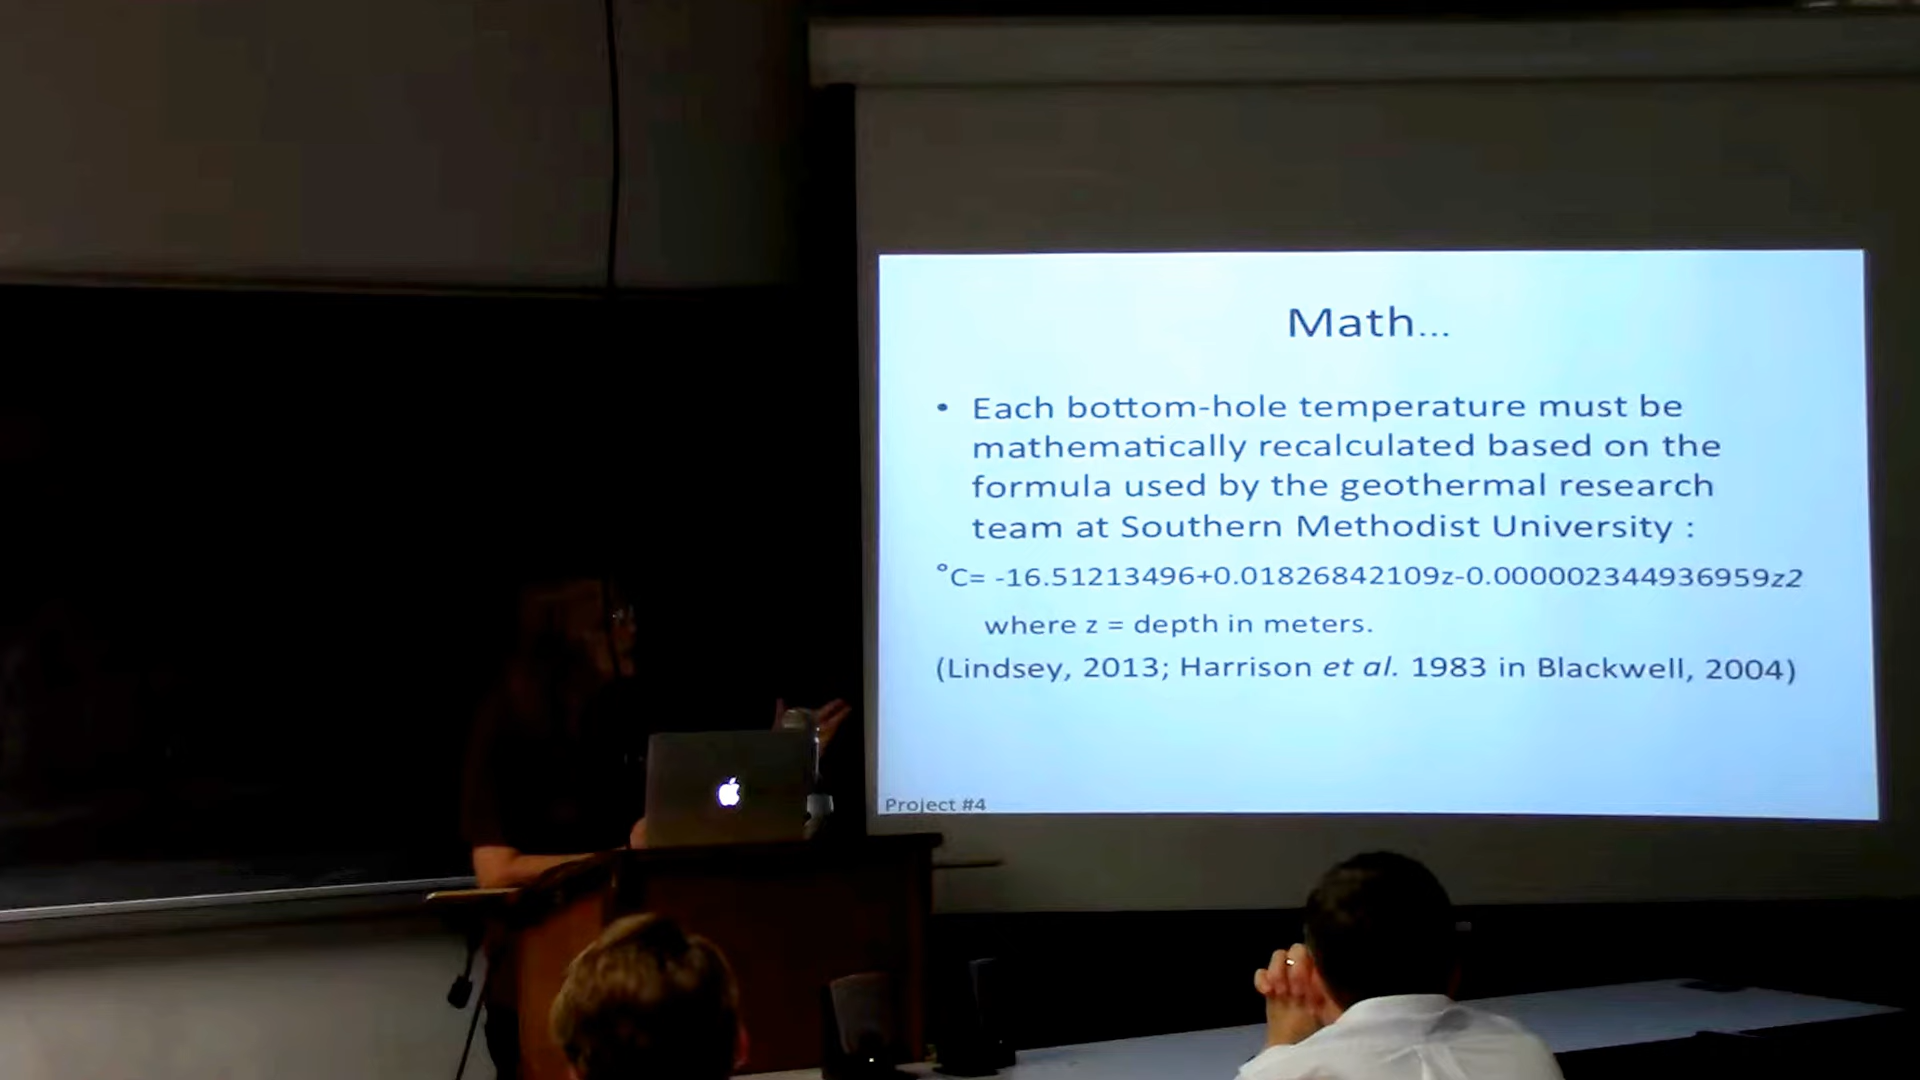 Math...
• Each bottom-hole temperature must be
mathematically recalculated based on the
formula used by the geothermal research
team at Southern Methodist University :
°C= -16.51213496+0.01826842109z-0.000002344936959z2
where z = depth in meters.
(Lindsey, 2013; Harrison et al. 1983 in Blackwell, 2004)
Project #4